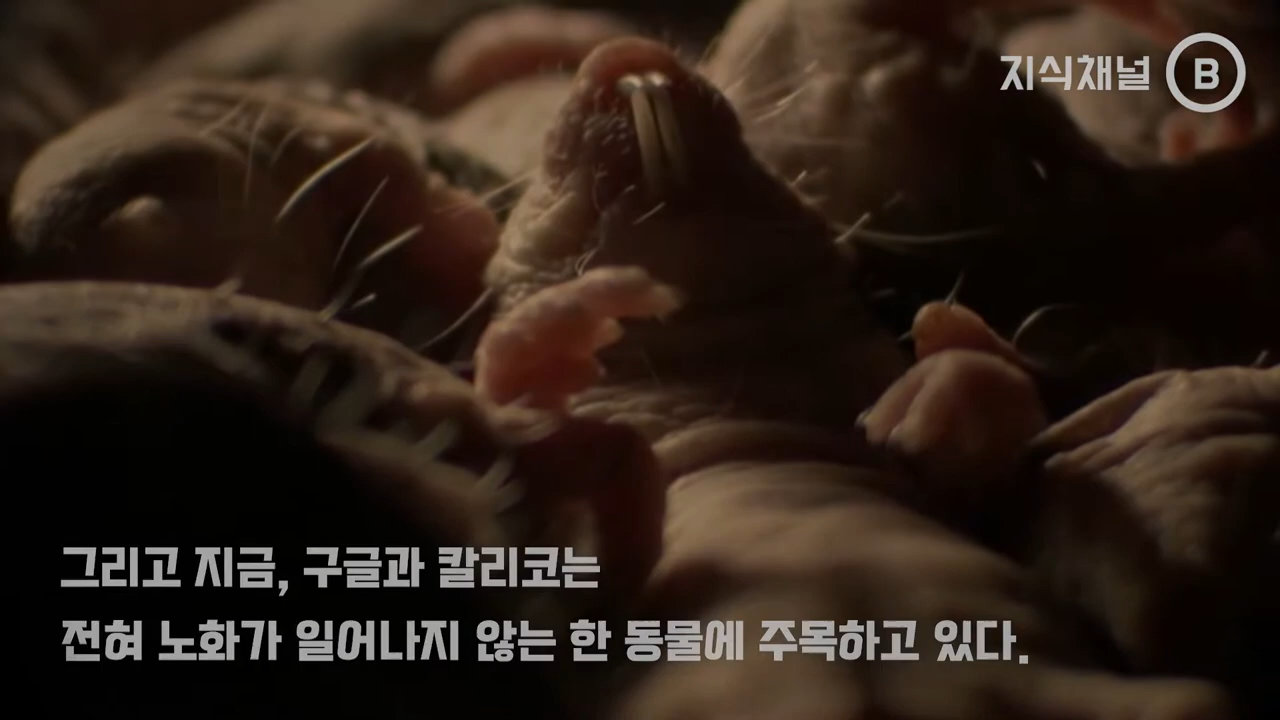 지식채널 B
그리고 지금, 구글과 칼리코는
전혀 노화가 일어나지 않는 한 동물에 주목하고 있다.